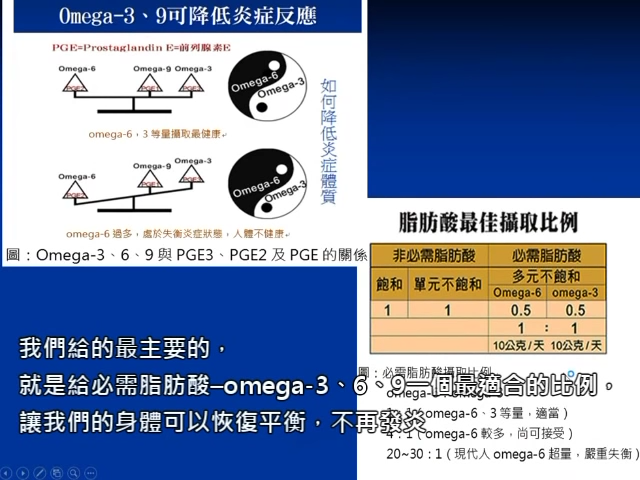 Omega-3、9可降低炎症反應
PGE=Prostaglandin E=前列腺素E
Omega-6
Omega-9
Omega-3
PGE2
PGE1
PGE3
Omega-6
Omega-3
omega-6，3 等量攝取最健康
Omega-6
Omega-9
Omega-3
PGE2
PGE1
PGE3
Omega-6
Omega-3
omega-6 過多，處於失衡炎症狀態，人體不健康
如何降低炎症體質
圖：Omega-3、6、9 與 PGE3、PGE2 及 PGE 的關係
脂肪酸最佳攝取比例
非必需脂肪酸
必需脂肪酸
飽和
單元不飽和
多元不飽和
Omega-6
omega-3
1
1
0.5
0.5
1 : 1
10公克/天
10公克/天
圖：必需脂肪酸攝取比例
omega-6、3 等量，適當）
4：1（omega-6 較多，尚可接受）
20~30：1（現代人 omega-6 超量，嚴重失衡）
我們給的最主要的，
就是給必需脂肪酸–omega-3、6、9一個最適合的比例，
讓我們的身體可以恢復平衡，不再發炎